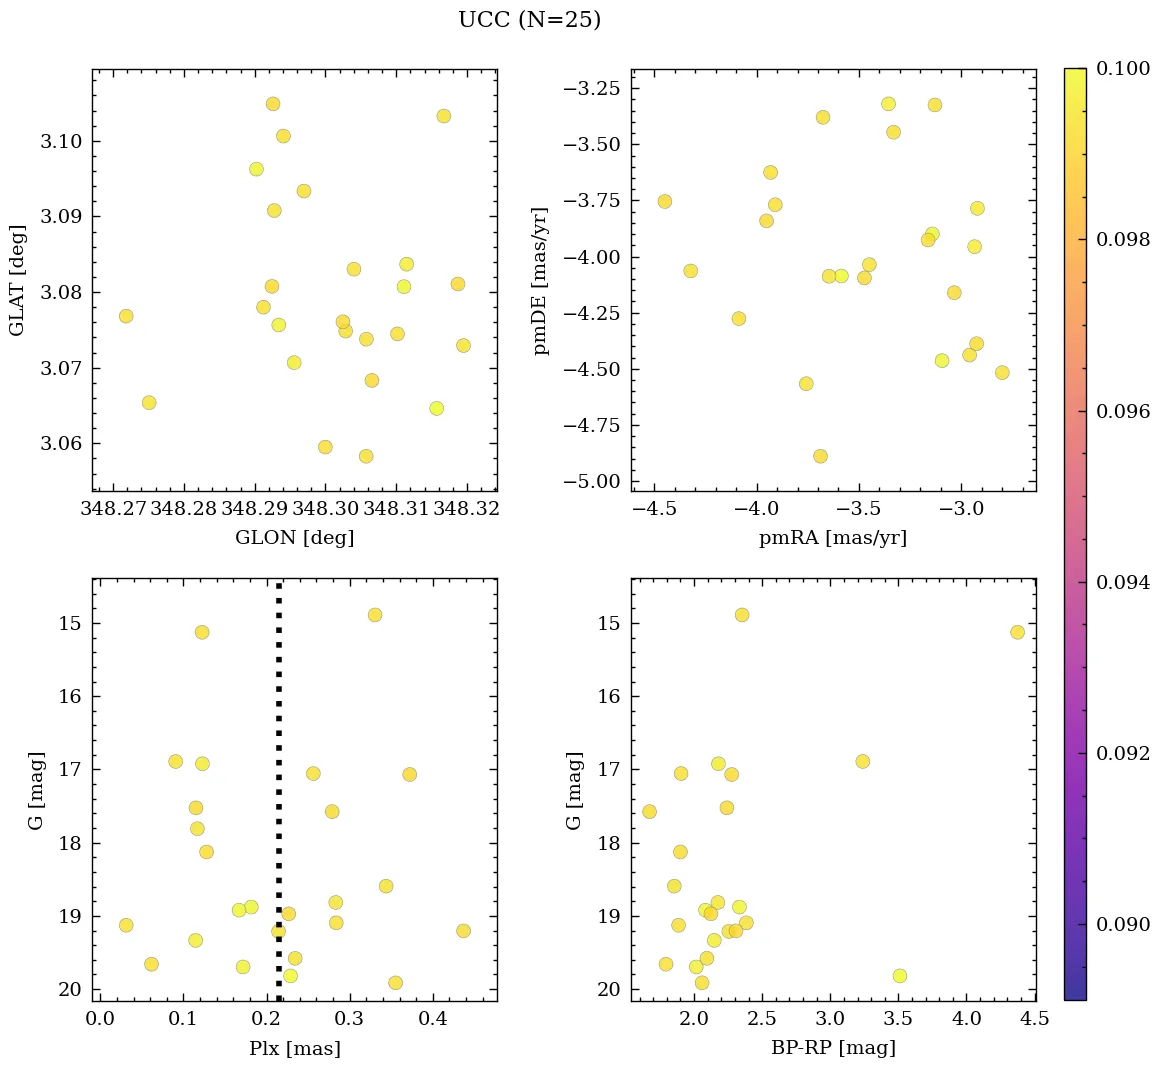 UCC (N=25)
3.10
3.09
3.08
3.07
3.06
GLAT [deg]
348.27 348.28 348.29 348.30 348.31 348.32
GLON [deg]
−3.25
−3.50
−3.75
−4.00
−4.25
−4.50
−4.75
−5.00
pmDE [mas/yr]
−4.5 −4.0 −3.5 −3.0
pmRA [mas/yr]
15
16
17
18
19
20
G [mag]
0.0 0.1 0.2 0.3 0.4
Plx [mas]
15
16
17
18
19
20
G [mag]
2.0 2.5 3.0 3.5 4.0 4.5
BP-RP [mag]
0.100
0.098
0.096
0.094
0.092
0.090